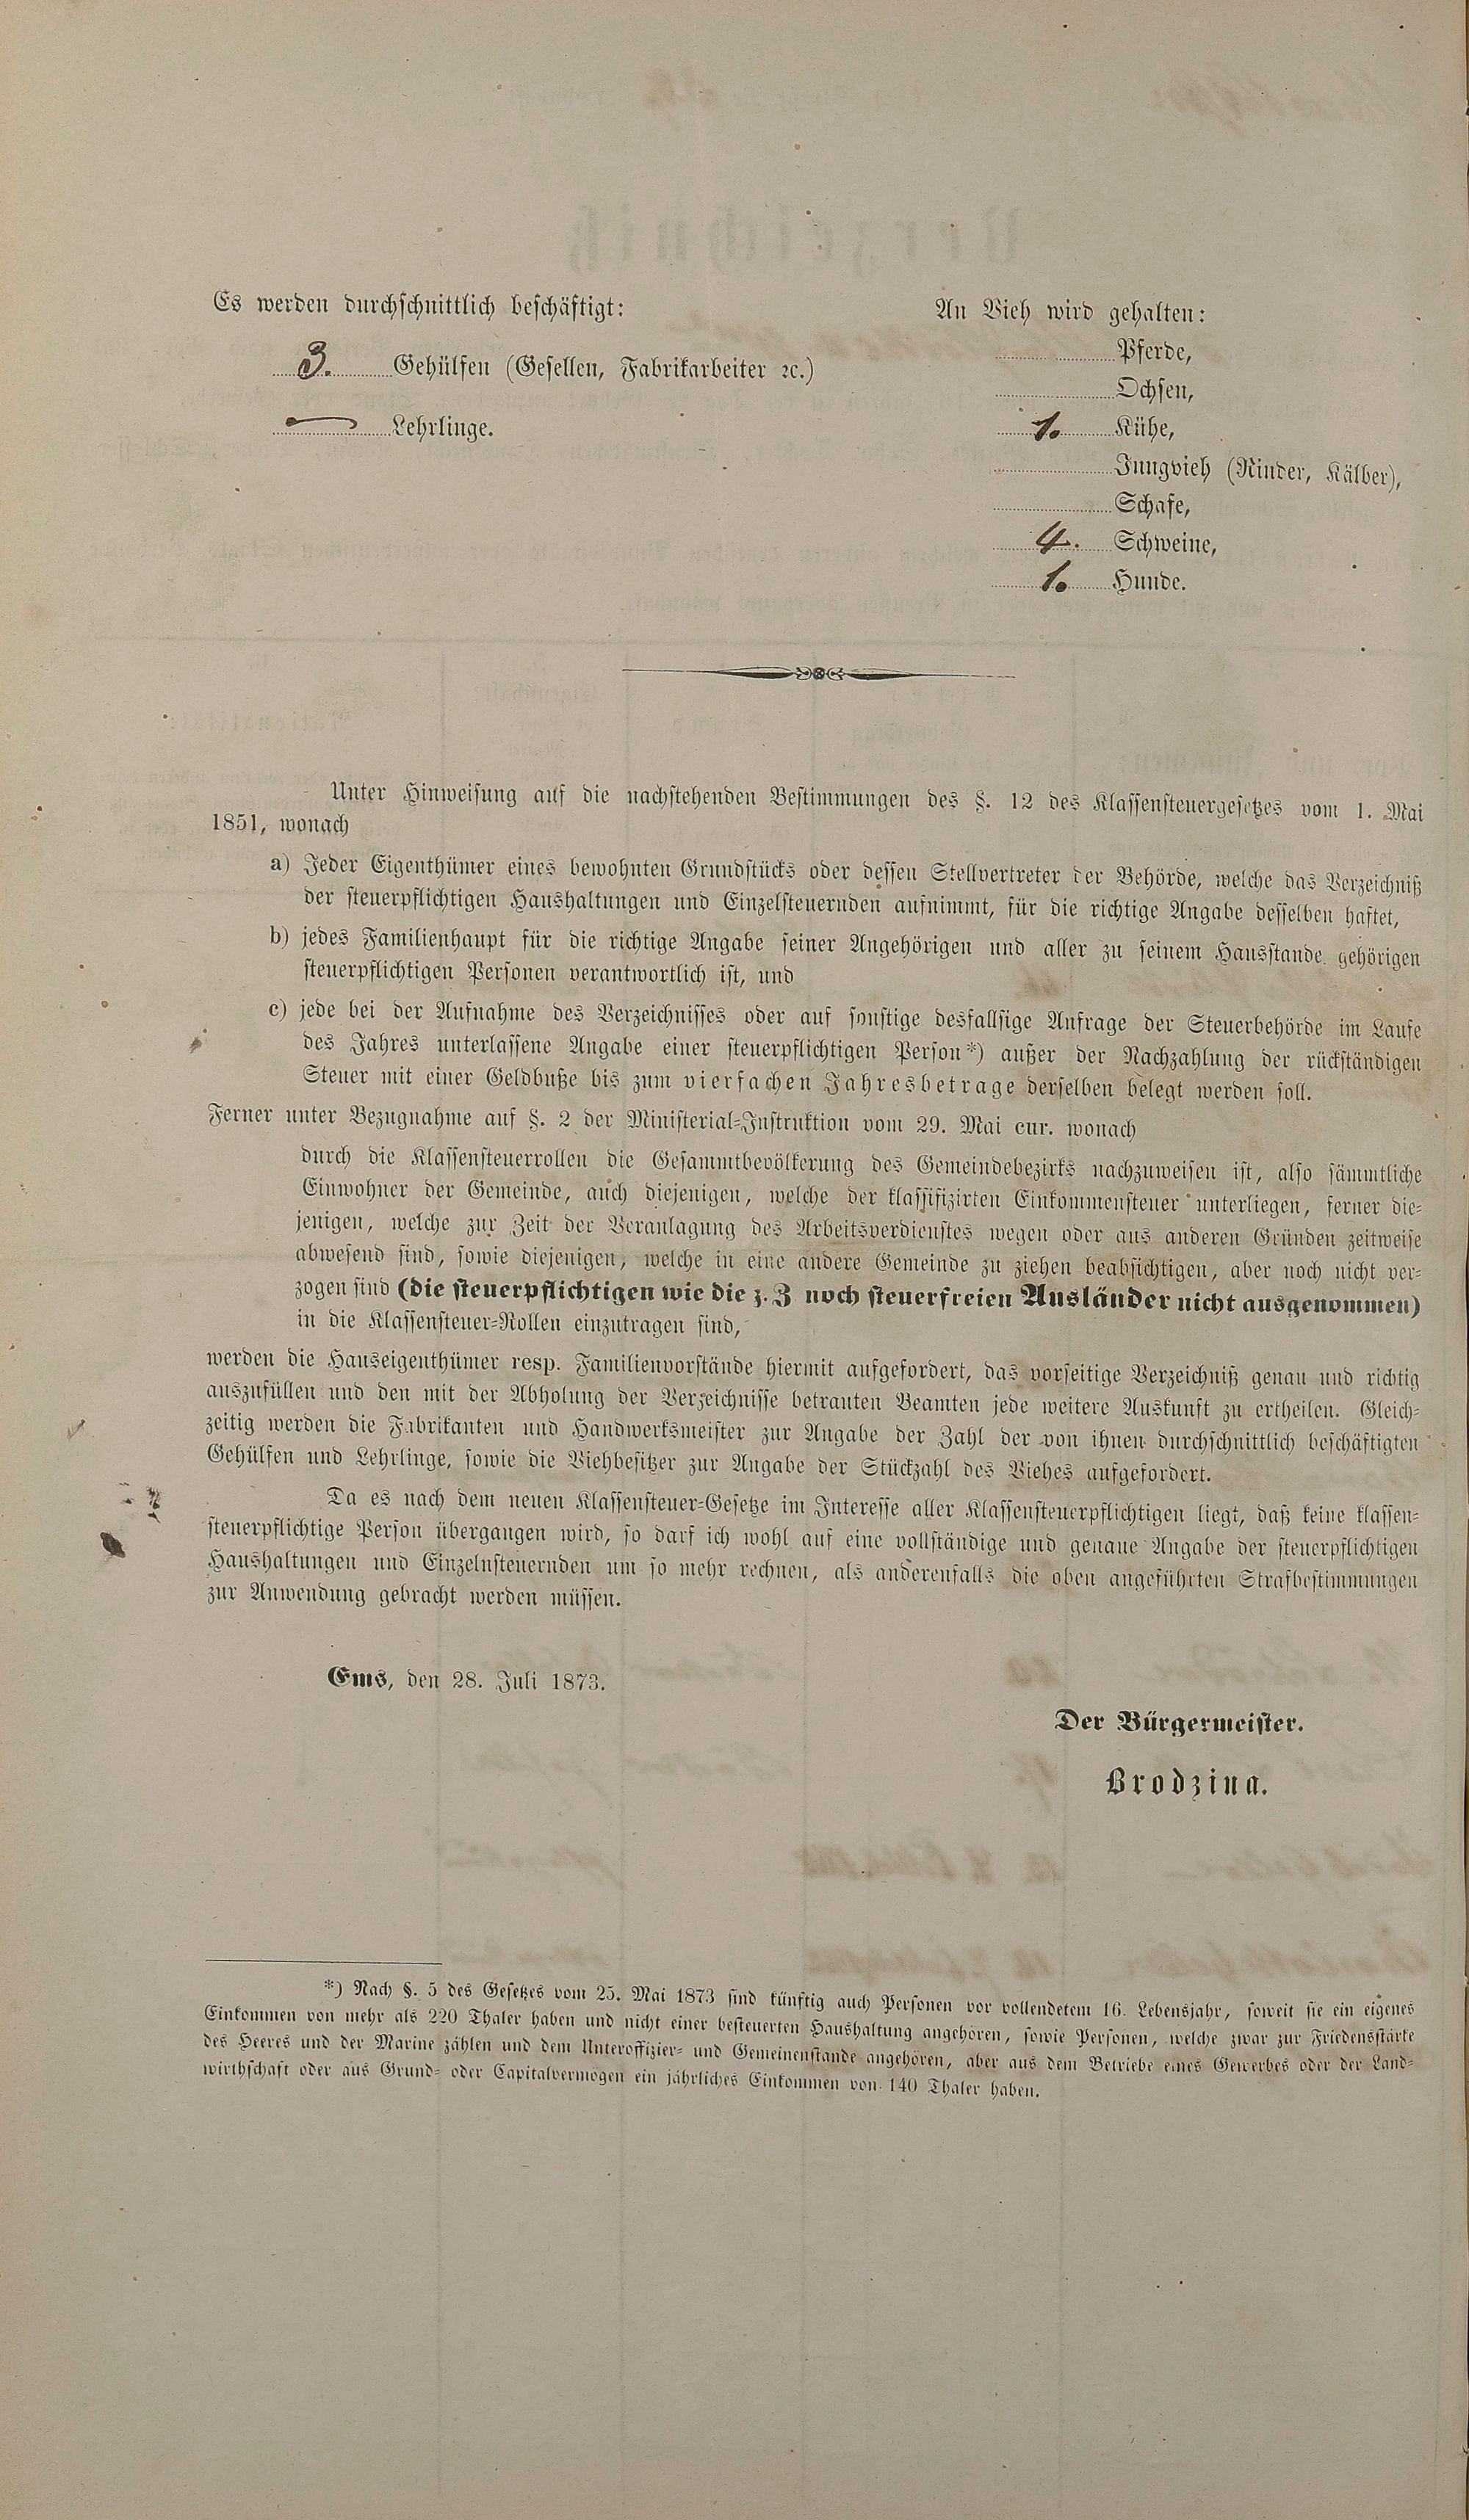 Es werden durchschnittlich beschäftigt:
3. Gehülfen (Gesellen, Fabrikarbeiter ꝛc.)
— Lehrlinge.
An Vieh wird gehalten:
Pferde,
Ochsen,
1. Kühe,
Jungvieh (Rinder, Kälber),
Schafe,
4. Schweine,
1. Hunde.
Unter Hinweisung auf die nachstehenden Bestimmungen des §. 12 des Klassensteuergesetzes vom 1. Mai
1851, wonach
a) Jeder Eigenthümer eines bewohnten Grundstücks oder dessen Stellvertreter der Behörde, welche das Verzeichniß
der steuerpflichtigen Haushaltungen und Einzelsteuernden aufnimmt, für die richtige Angabe desselben haftet,
b) jedes Familienhaupt für die richtige Angabe seiner Angehörigen und aller zu seinem Hausstande gehörigen
steuerpflichtigen Personen verantwortlich ist, und
c) jede bei der Aufnahme des Verzeichnisses oder auf sonstige desfallsige Anfrage der Steuerbehörde im Laufe
des Jahres unterlassene Angabe einer steuerpflichtigen Person*) außer der Nachzahlung der rückständigen
Steuer mit einer Geldbuße bis zum vierfachen Jahresbetrage derselben belegt werden soll.
Ferner unter Bezugnahme auf §. 2 der Ministerial-Instruktion vom 29. Mai cur. wonach
durch die Klassensteuerrollen die Gesammtbevölkerung des Gemeindebezirks nachzuweisen ist, also sämmtliche
Einwohner der Gemeinde, auch diejenigen, welche der klassifizirten Einkommensteuer unterliegen, ferner die-
jenigen, welche zur Zeit der Veranlagung des Arbeitsverdienstes wegen oder aus anderen Gründen zeitweise
abwesend sind, sowie diejenigen, welche in eine andere Gemeinde zu ziehen beabsichtigen, aber noch nicht ver-
zogen sind (die steuerpflichtigen wie die z. Z noch steuerfreien Ausländer nicht ausgenommen)
in die Klassensteuer-Rollen einzutragen sind,
werden die Hauseigenthümer resp. Familienvorstände hiermit aufgefordert, das vorseitige Verzeichniß genau und richtig
auszufüllen und den mit der Abholung der Verzeichnisse betrauten Beamten jede weitere Auskunft zu ertheilen. Gleich-
zeitig werden die Fabrikanten und Handwerksmeister zur Angabe der Zahl der von ihnen durchschnittlich beschäftigten
Gehülfen und Lehrlinge, sowie die Viehbesitzer zur Angabe der Stückzahl des Viehes aufgefordert.
Da es nach dem neuen Klassensteuer-Gesetze im Interesse aller Klassensteuerpflichtigen liegt, daß keine klassen-
steuerpflichtige Person übergangen wird, so darf ich wohl auf eine vollständige und genaue Angabe der steuerpflichtigen
Haushaltungen und Einzelnsteuernden um so mehr rechnen, als anderenfalls die oben angeführten Strafbestimmungen
zur Anwendung gebracht werden müssen.
Ems, den 28. Juli 1873.
Der Bürgermeister.
Brodzina.
*) Nach §. 5 des Gesetzes vom 25. Mai 1873 sind künftig auch Personen vor vollendetem 16. Lebensjahr, soweit sie ein eigenes
Einkommen von mehr als 220 Thaler haben und nicht einer besteuerten Haushaltung angehören, sowie Personen, welche zwar zur Friedensstärke
des Heeres und der Marine zählen und dem Unteroffizier- und Gemeinenstande angehören, aber aus dem Betriebe eines Gewerbes oder der Land-
wirthschaft oder aus Grund- oder Capitalvermögen ein jährliches Einkommen von 140 Thaler haben.